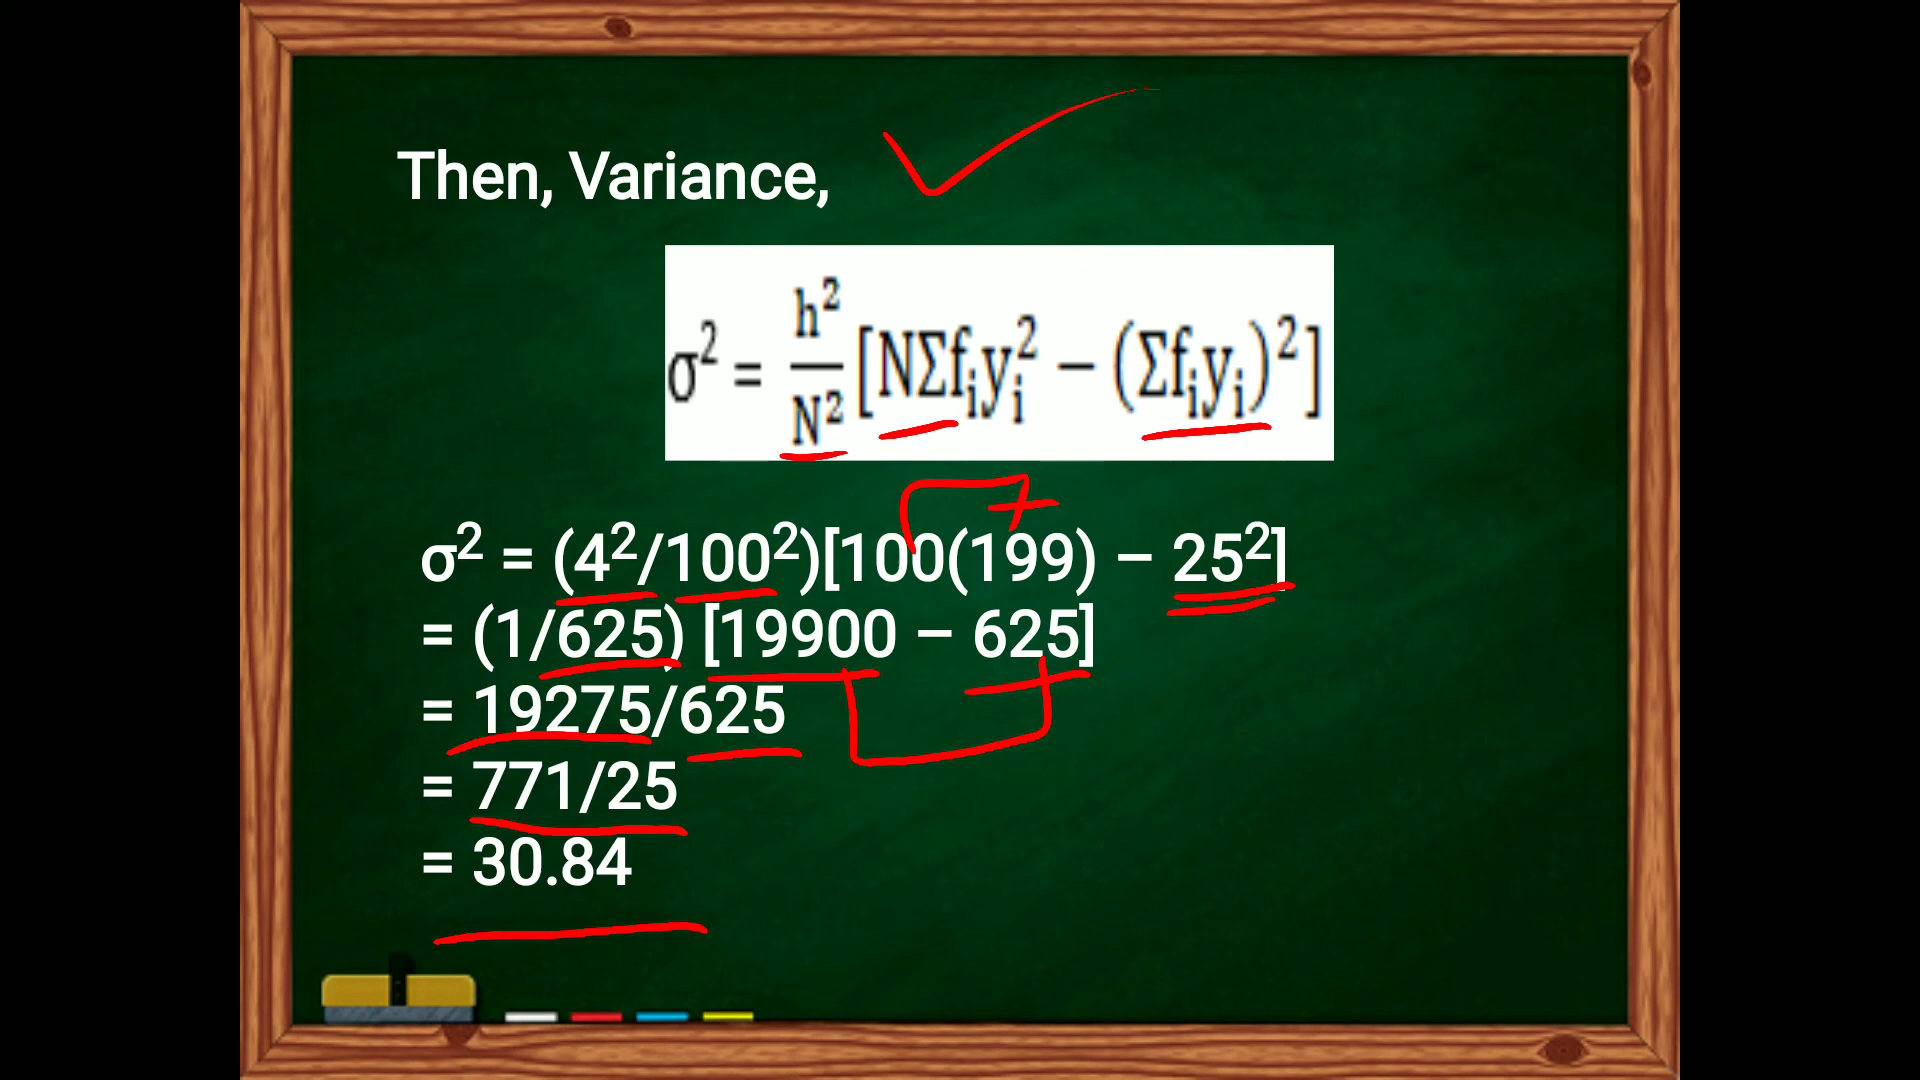 Then, Variance,
σ² = h²/N² [NΣfᵢyᵢ² − (Σfᵢyᵢ)²]
σ² = (4²/100²)[100(199) – 25²]
= (1/625) [19900 – 625]
= 19275/625
= 771/25
= 30.84